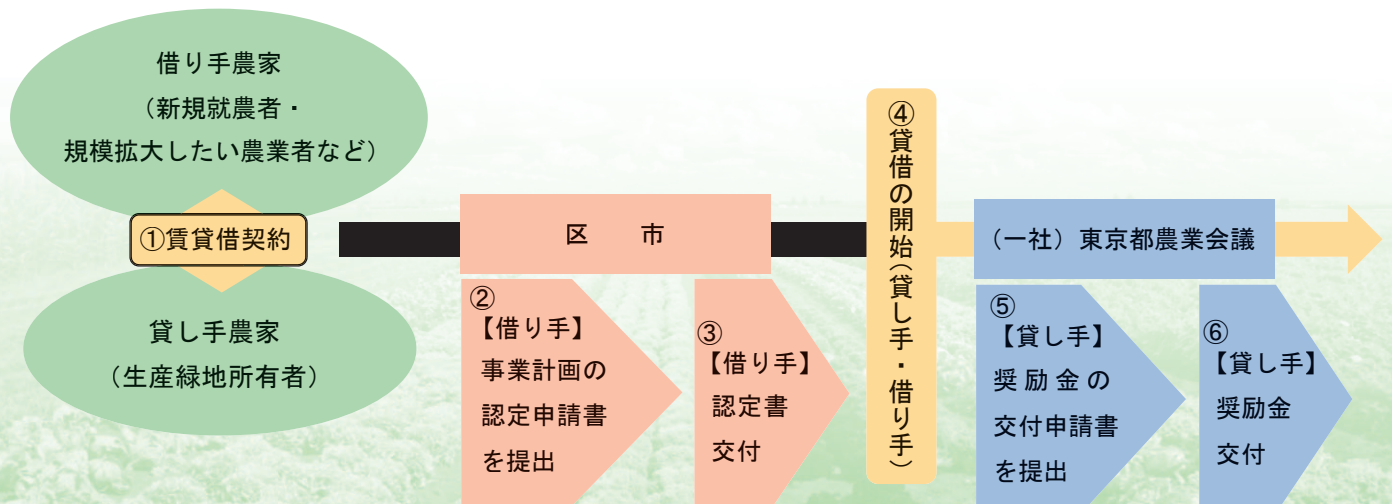 借り手農家
（新規就農者・
規模拡大したい農業者など）
①賃貸借契約
貸し手農家
（生産緑地所有者）
区　市
②
【借り手】
事業計画の
認定申請書
を提出
③
【借り手】
認定書
交付
④貸借の開始（貸し手・借り手）
（一社）東京都農業会議
⑤
【貸し手】
奨励金の
交付申請書
を提出
⑥
【貸し手】
奨励金
交付